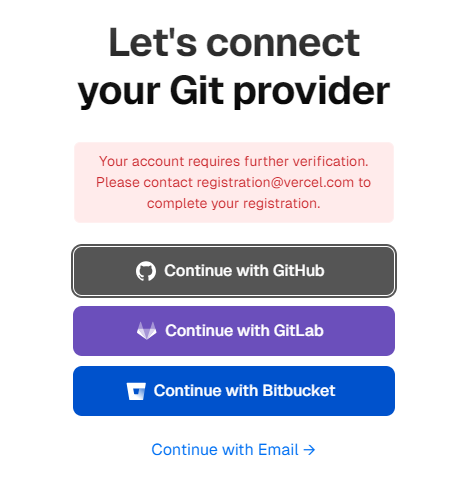 Let's connect
your Git provider
Your account requires further verification.
Please contact registration@vercel.com to
complete your registration.
Continue with GitHub
Continue with GitLab
Continue with Bitbucket
Continue with Email →